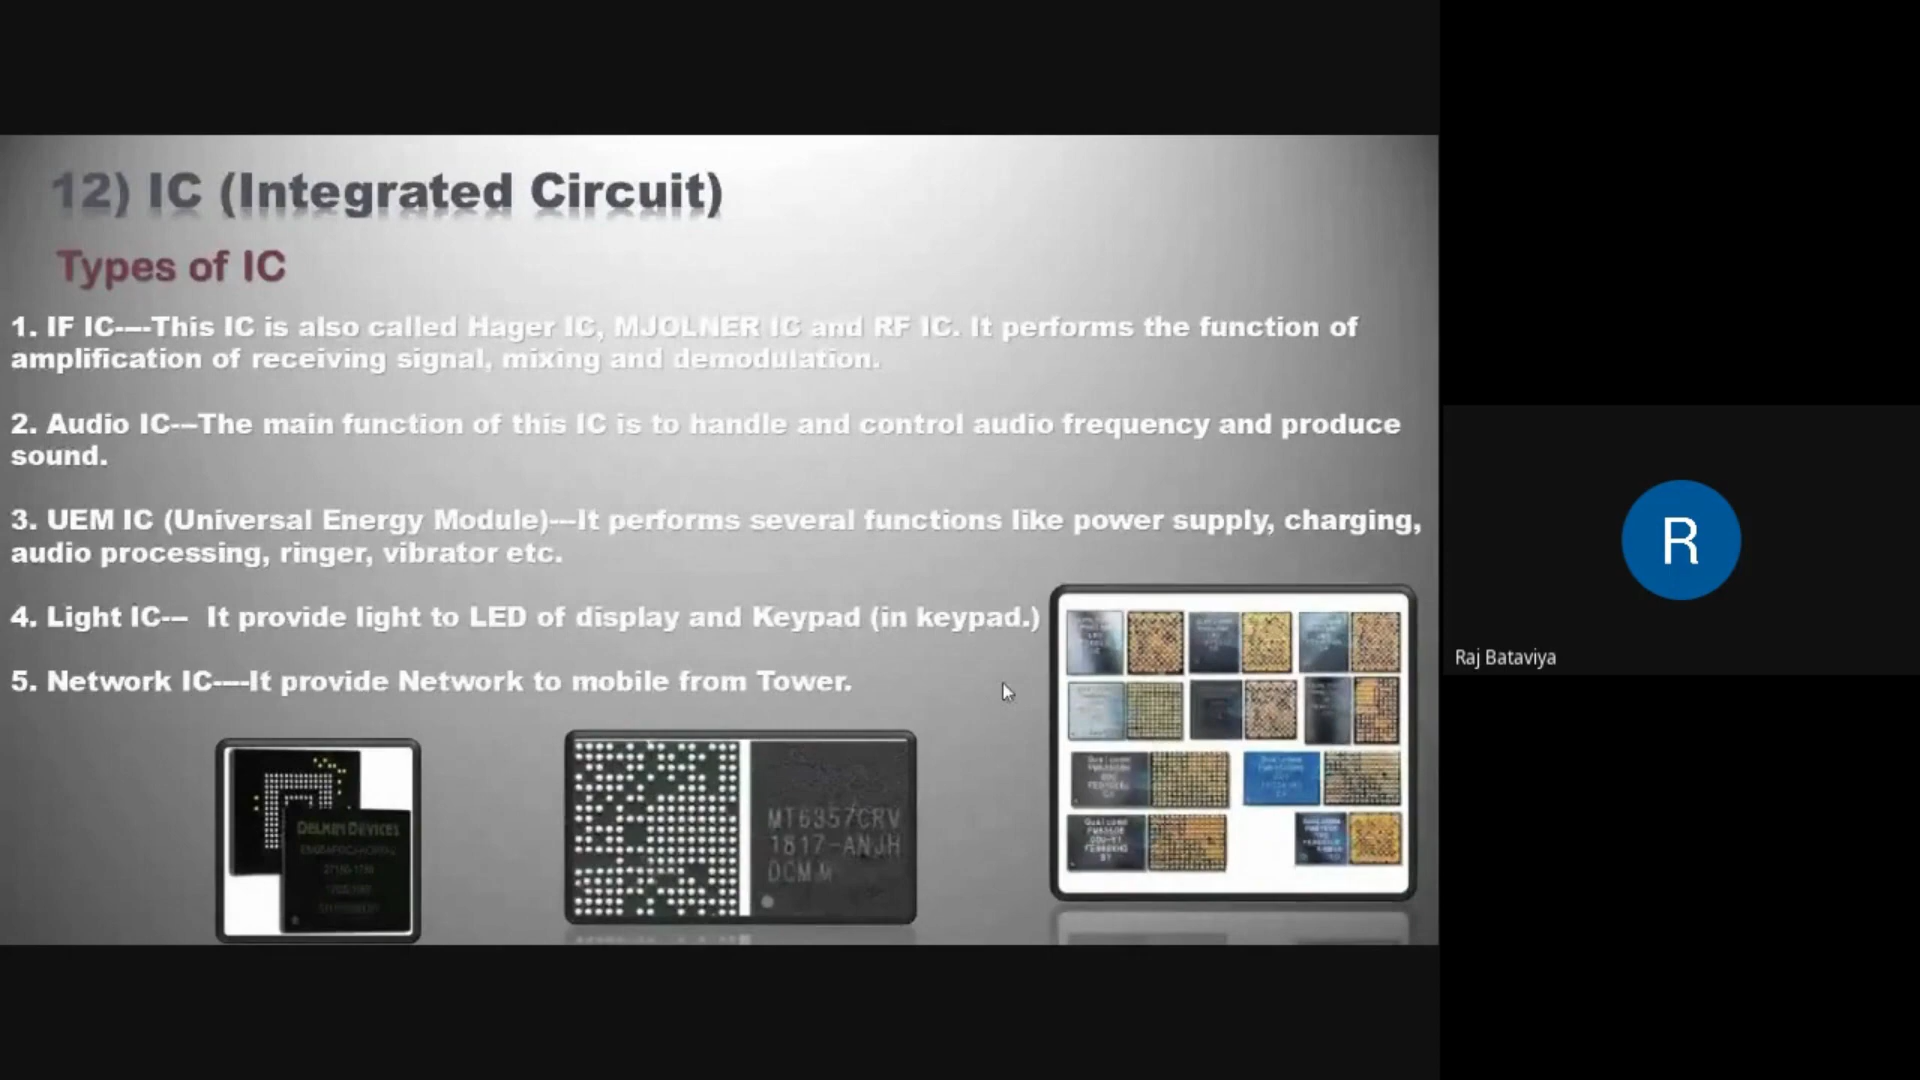 12) IC (Integrated Circuit)
Types of IC
1. IF IC----This IC is also called Hager IC, MJOLNER IC and RF IC. It performs the function of
amplification of receiving signal, mixing and demodulation.
2. Audio IC---The main function of this IC is to handle and control audio frequency and produce
sound.
3. UEM IC (Universal Energy Module)---It performs several functions like power supply, charging,
audio processing, ringer, vibrator etc.
4. Light IC--- It provide light to LED of display and Keypad (in keypad.)
5. Network IC----It provide Network to mobile from Tower.
MT6357CRV
1817-ANJH
DCMM
R
Raj Bataviya